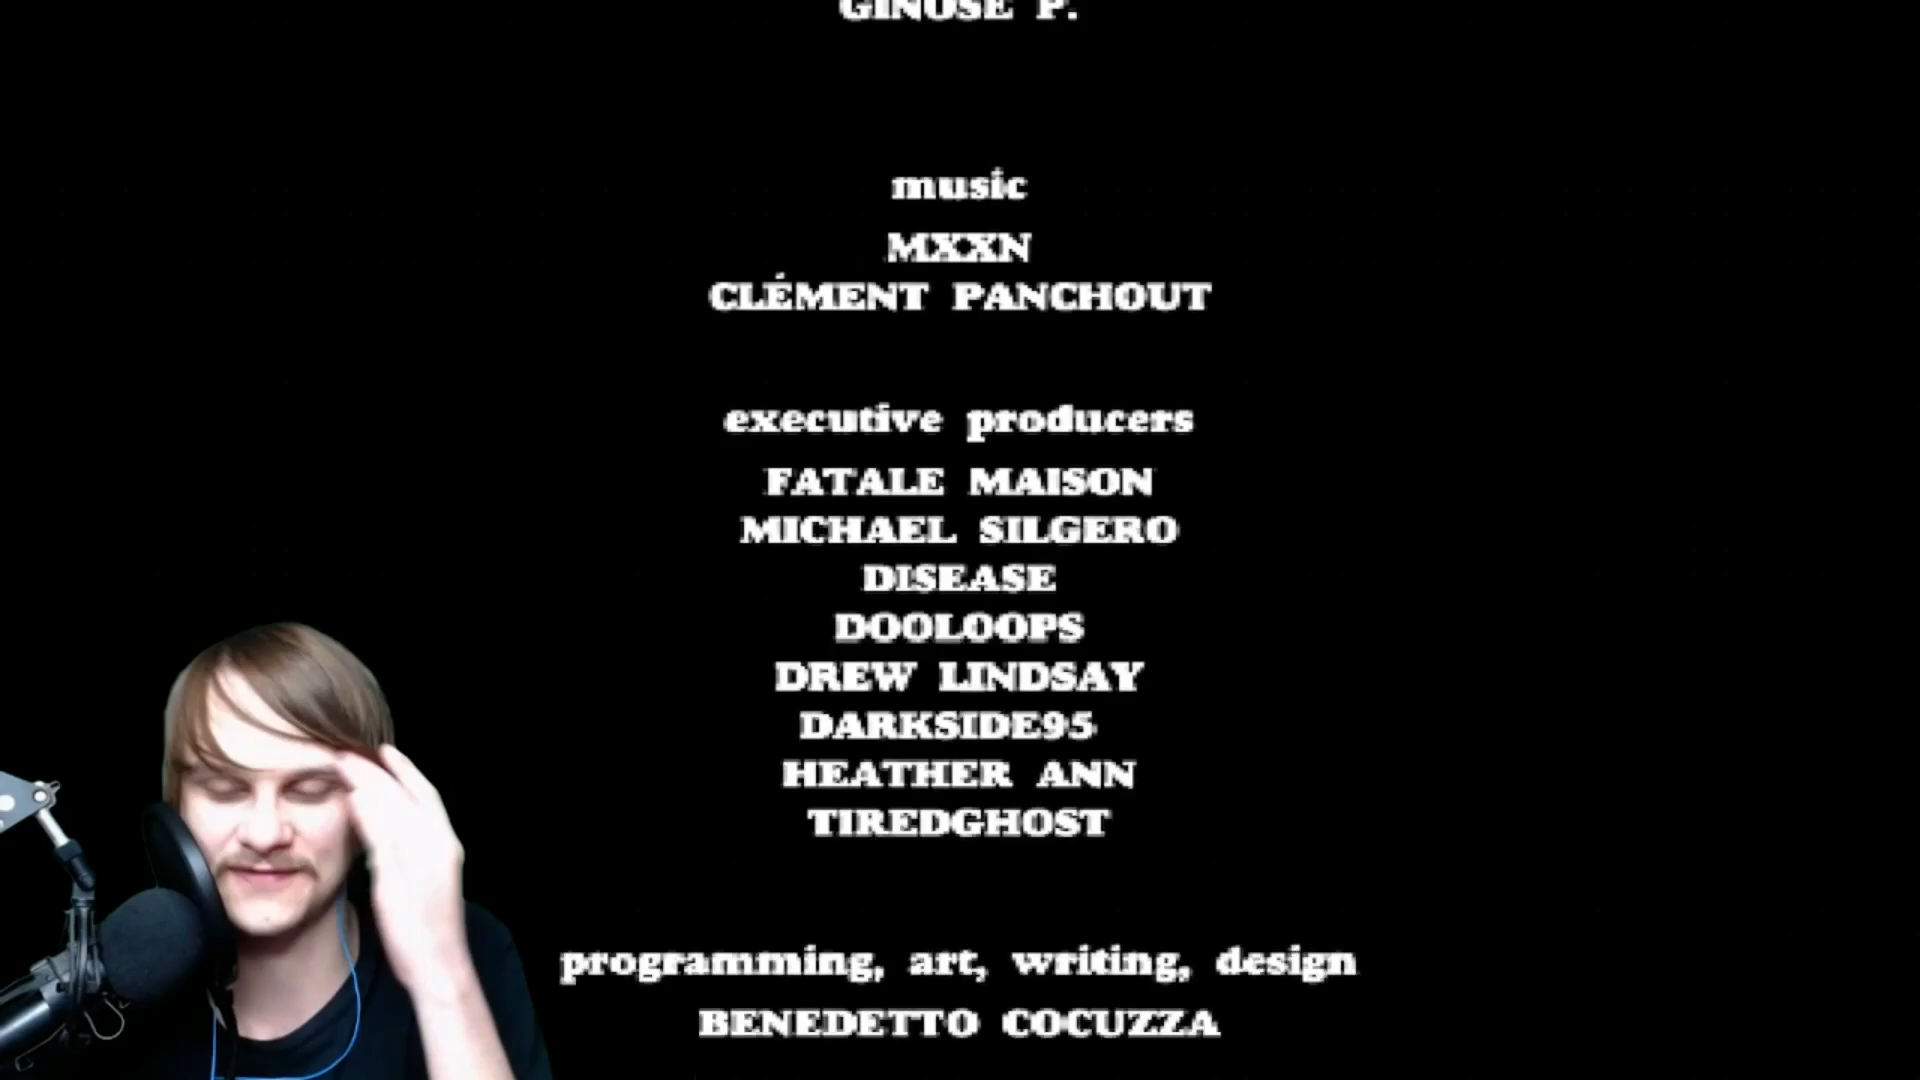 GINOSE P.
music
MXXN
CLÉMENT PANCHOUT
executive producers
FATALE MAISON
MICHAEL SILGERO
DISEASE
DOOLOOPS
DREW LINDSAY
DARKSIDE95
HEATHER ANN
TIREDGHOST
programming, art, writing, design
BENEDETTO COCUZZA